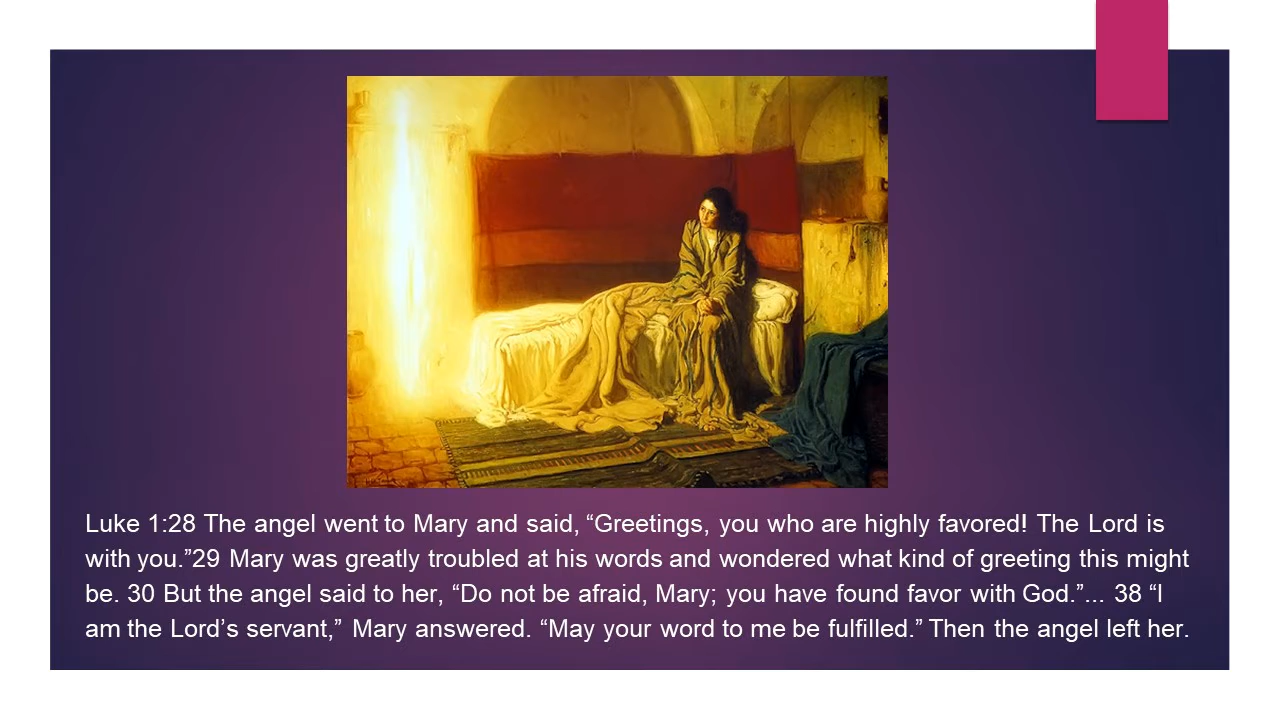 Luke 1:28 The angel went to Mary and said, “Greetings, you who are highly favored! The Lord is
with you.”29 Mary was greatly troubled at his words and wondered what kind of greeting this might
be. 30 But the angel said to her, “Do not be afraid, Mary; you have found favor with God.”... 38 “I
am the Lord’s servant,” Mary answered. “May your word to me be fulfilled.” Then the angel left her.